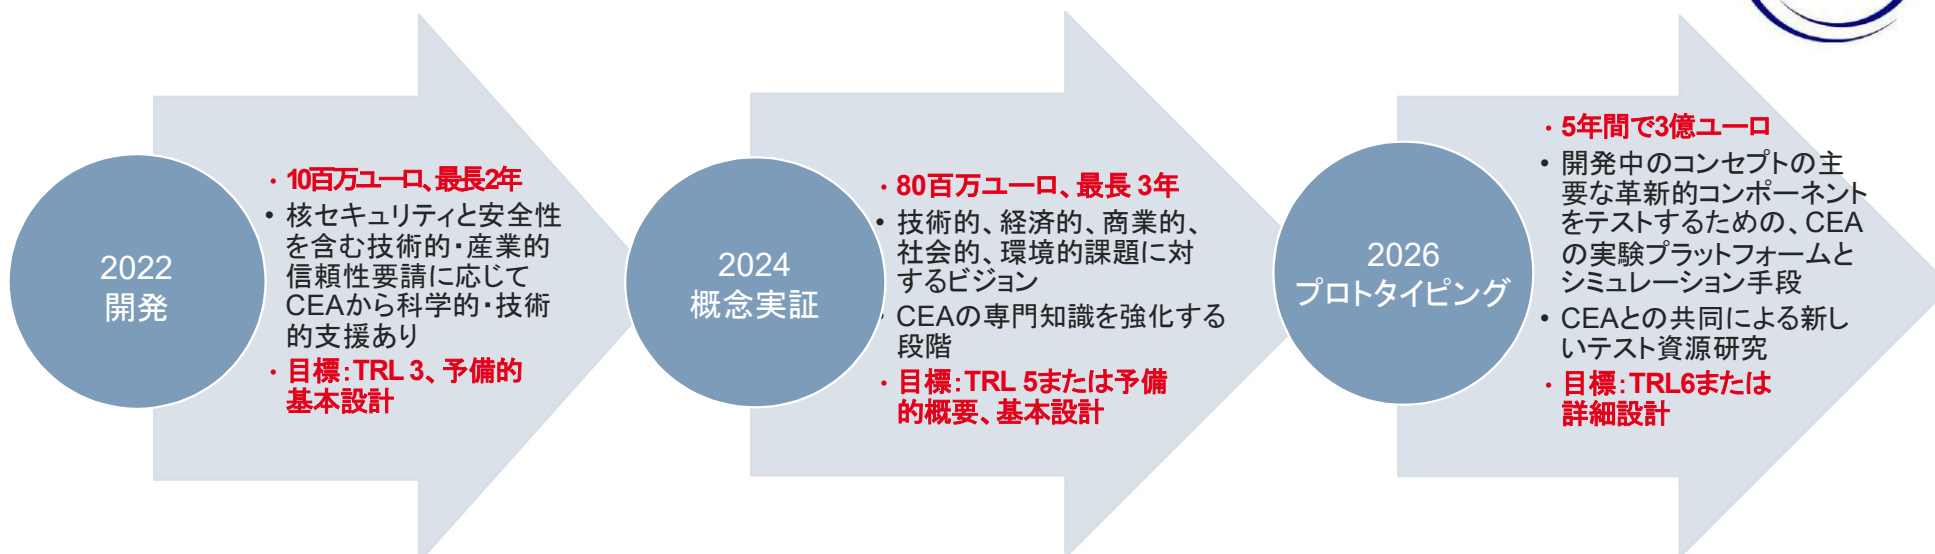 2022
開発
・10百万ユーロ、最長2年
• 核セキュリティと安全性
を含む技術的・産業的
信頼性要請に応じて
CEAから科学的・技術
的支援あり
・目標：TRL 3、予備的
基本設計
2024
概念実証
・80百万ユーロ、最長 3年
• 技術的、経済的、商業的、
社会的、環境的課題に対
するビジョン
• CEAの専門知識を強化する
段階
・目標：TRL 5または予備
的概要、基本設計
2026
プロトタイピング
・5年間で3億ユーロ
• 開発中のコンセプトの主
要な革新的コンポーネント
をテストするための、CEA
の実験プラットフォームと
シミュレーション手段
• CEAとの共同による新し
いテスト資源研究
・目標：TRL6または
詳細設計